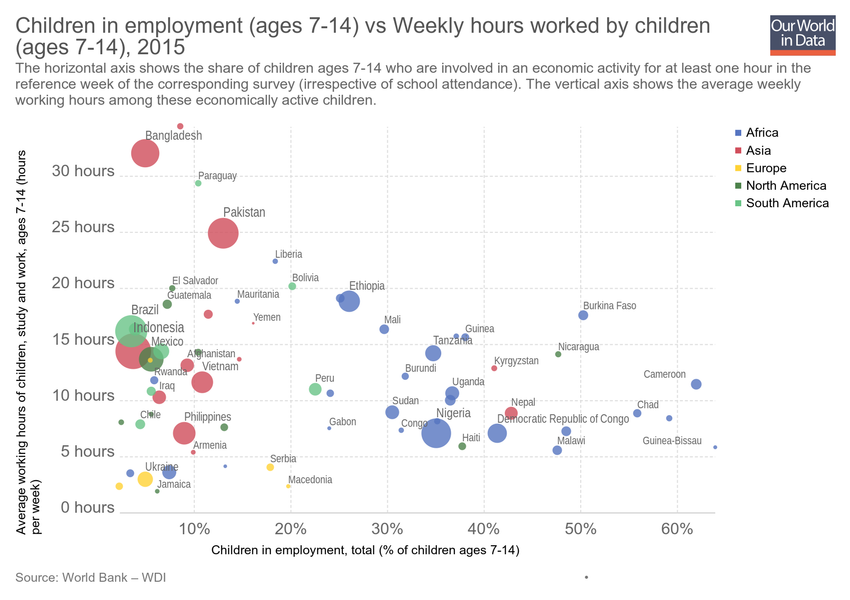 Children in employment (ages 7-14) vs Weekly hours worked by children
(ages 7-14), 2015
Our World
in Data
The horizontal axis shows the share of children ages 7-14 who are involved in an economic activity for at least one hour in the
reference week of the corresponding survey (irrespective of school attendance). The vertical axis shows the average weekly
working hours among these economically active children.
Average working hours of children, study and work, ages 7-14 (hours
per week)
30 hours
25 hours
20 hours
15 hours
10 hours
5 hours
0 hours
Bangladesh
Paraguay
Pakistan
Liberia
El Salvador
Bolivia
Guatemala
Mauritania
Ethiopia
Brazil
Yemen
Burkina Faso
Indonesia
Mali
Guinea
Mexico
Tanzania
Afghanistan
Nicaragua
Rwanda
Vietnam
Burundi
Kyrgyzstan
Cameroon
Iraq
Peru
Uganda
Chile
Philippines
Sudan
Nigeria
Nepal
Chad
Gabon
Congo
Democratic Republic of Congo
Armenia
Haiti
Malawi
Guinea-Bissau
Ukraine
Serbia
Jamaica
Macedonia
10%
20%
30%
40%
50%
60%
Children in employment, total (% of children ages 7-14)
Africa
Asia
Europe
North America
South America
Source: World Bank – WDI